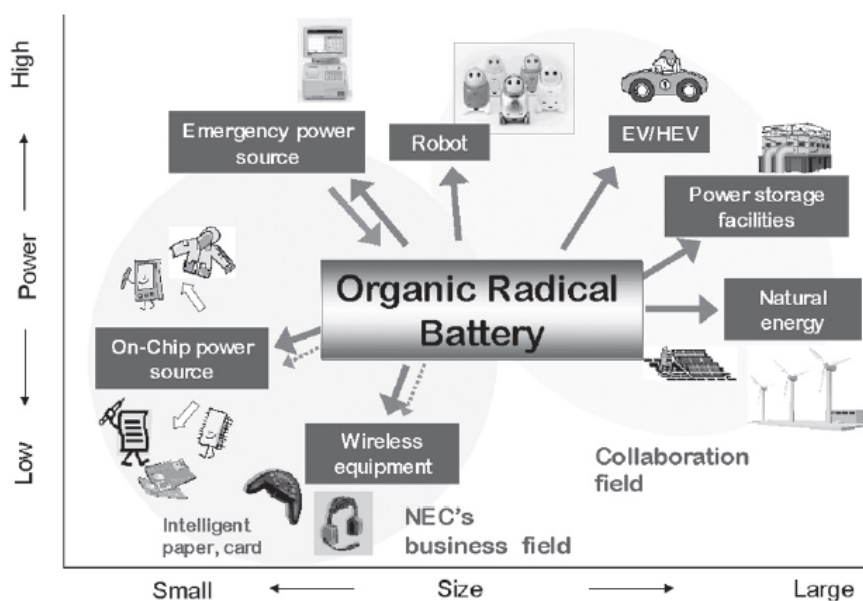 High
Power
Low
Emergency power
source
Robot
EV/HEV
1
Power storage
facilities
Organic Radical
Battery
Natural
energy
On-Chip power
source
Wireless
equipment
Collaboration
field
Intelligent
paper, card
NEC's
business field
Small
Size
Large